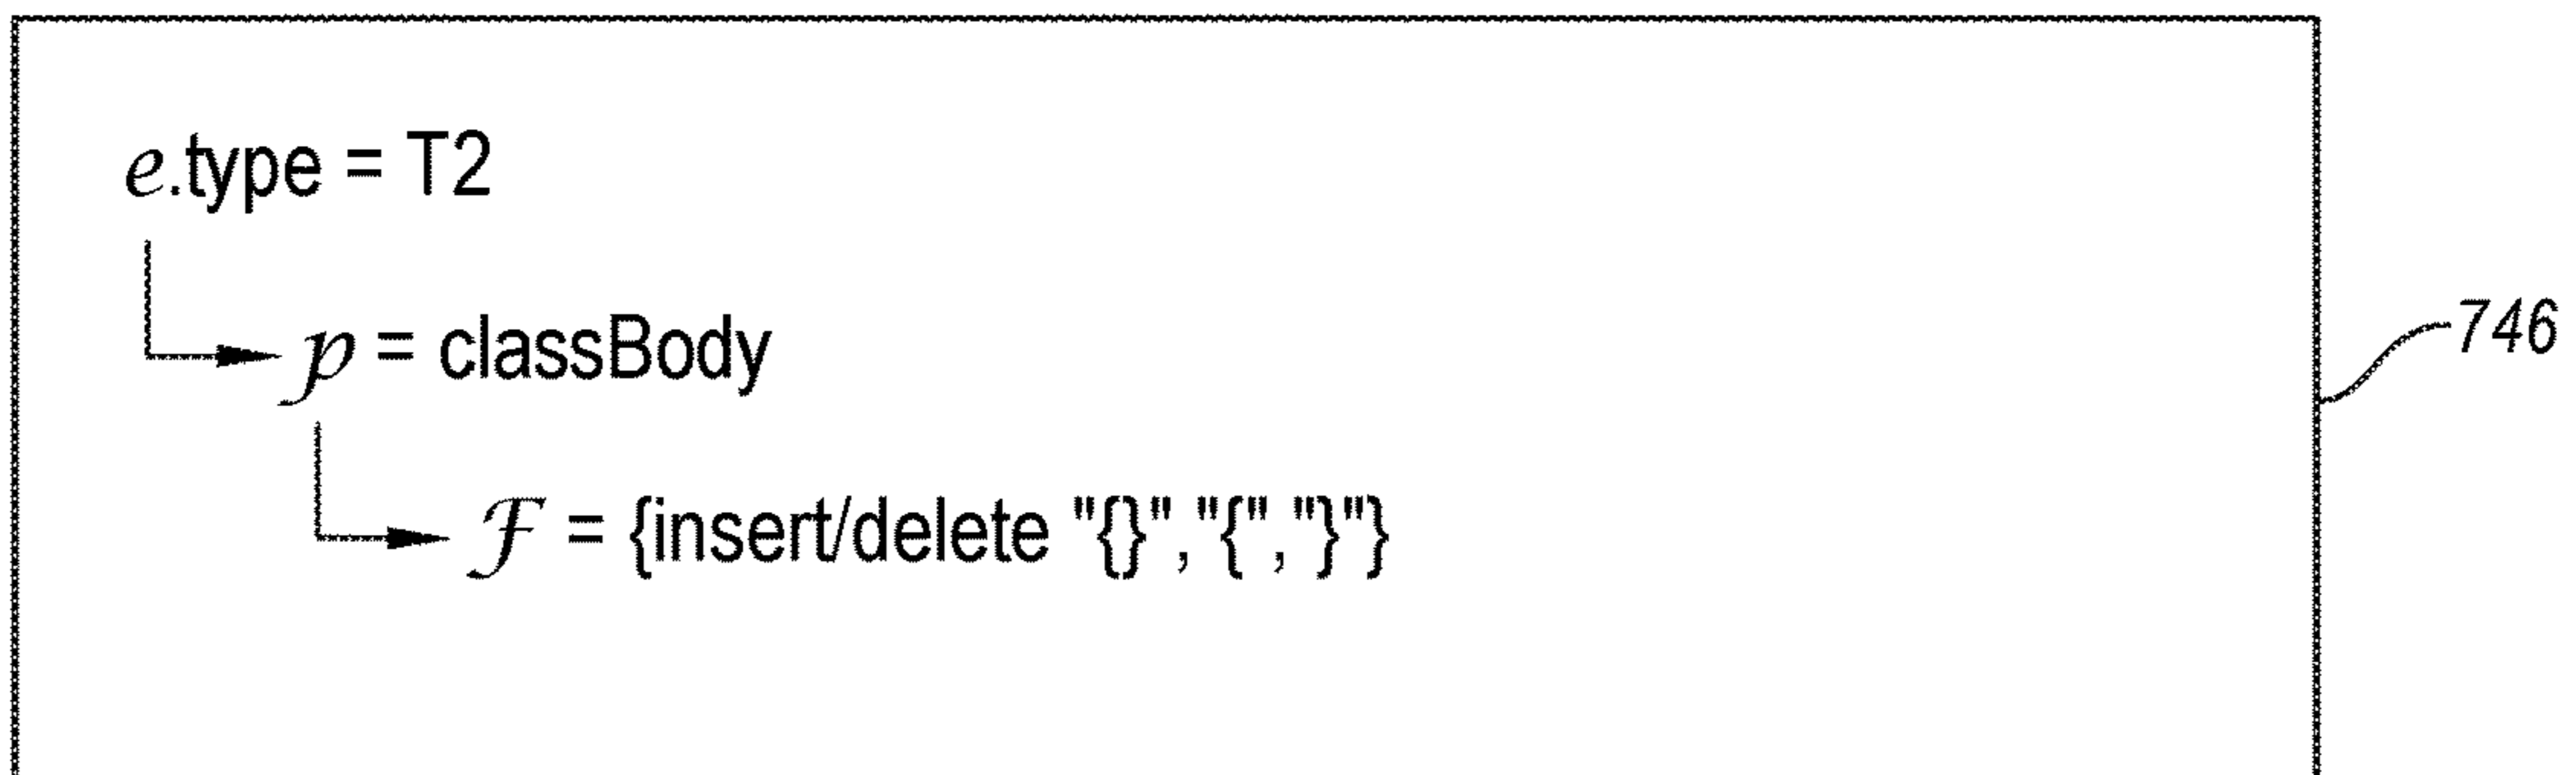 e.type = T2
p = classBody
746
F = {insert/delete "{}","{","}"}